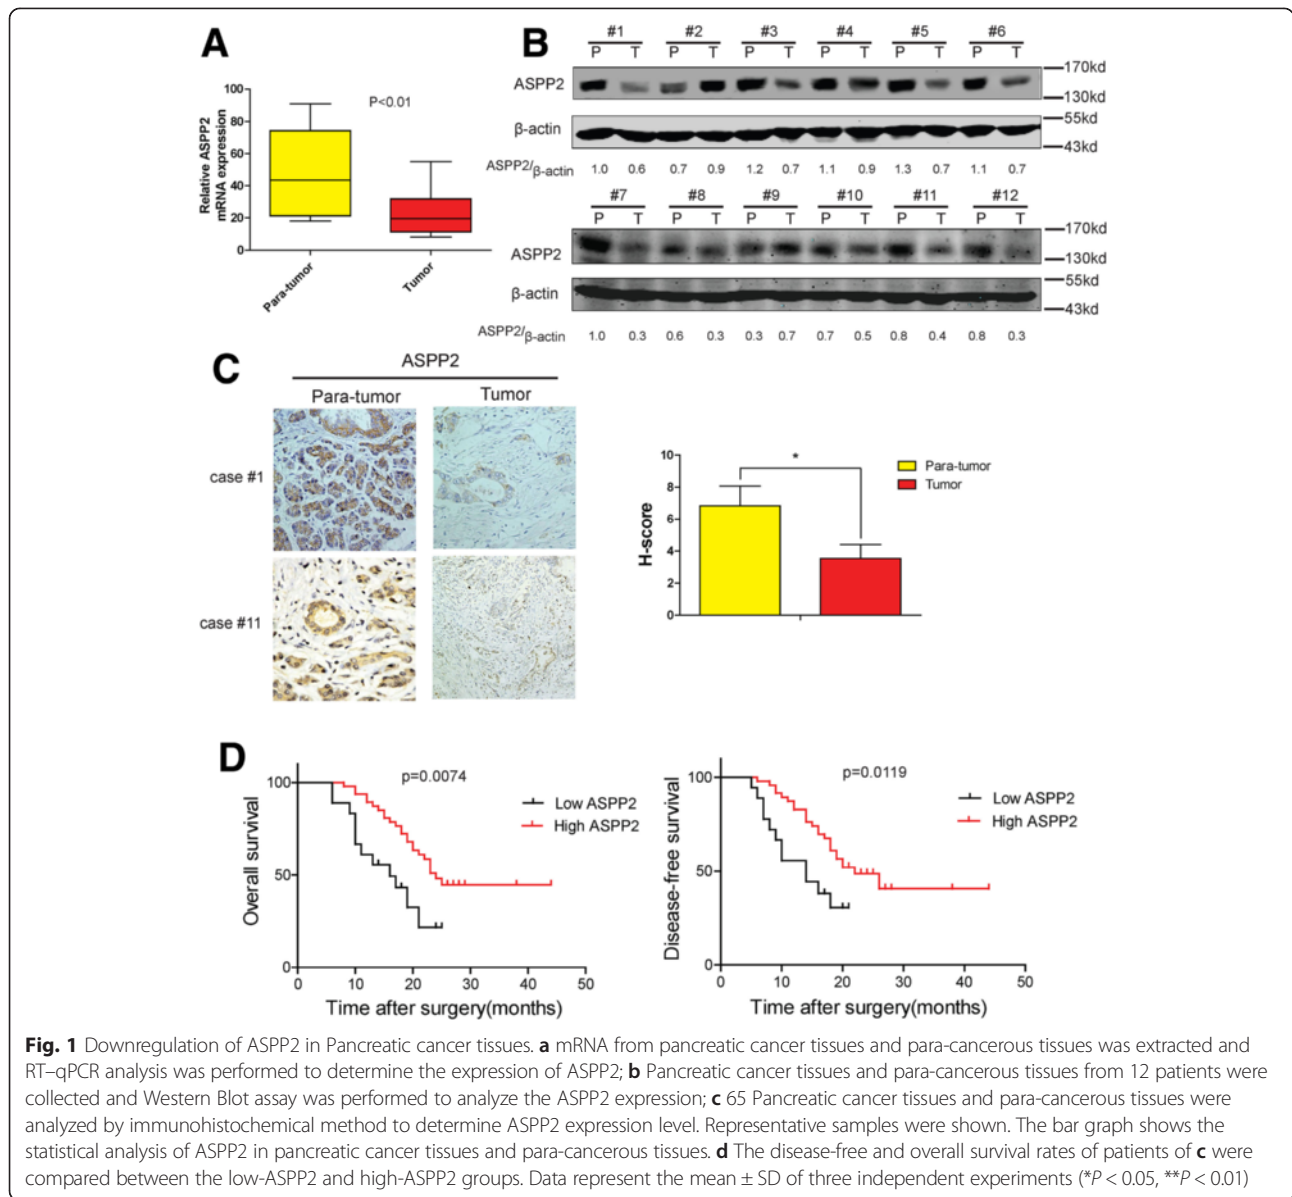 A
Relative ASPP2
mRNA expression
100
80
60
40
20
0
P<0.01
Para-tumor
Tumor
B
#1 #2 #3 #4 #5 #6
P T P T P T P T P T P T
ASPP2
170kd
130kd
β-actin
55kd
43kd
ASPP2/β-actin 1.0 0.6 0.7 0.9 1.2 0.7 1.1 0.9 1.3 0.7 1.1 0.7
#7 #8 #9 #10 #11 #12
P T P T P T P T P T P T
ASPP2
170kd
130kd
β-actin
55kd
43kd
ASPP2/β-actin 1.0 0.3 0.6 0.3 0.3 0.7 0.7 0.5 0.8 0.4 0.8 0.3
C
ASPP2
Para-tumor Tumor
case #1
case #11
H-score
10
8
6
4
2
0
*
Para-tumor
Tumor
D
Overall survival
100
50
0
p=0.0074
Low ASPP2
High ASPP2
0 10 20 30 40 50
Time after surgery(months)
Disease-free survival
100
50
0
p=0.0119
Low ASPP2
High ASPP2
0 10 20 30 40 50
Time after surgery(months)
Fig. 1 Downregulation of ASPP2 in Pancreatic cancer tissues. a mRNA from pancreatic cancer tissues and para-cancerous tissues was extracted and
RT–qPCR analysis was performed to determine the expression of ASPP2; b Pancreatic cancer tissues and para-cancerous tissues from 12 patients were
collected and Western Blot assay was performed to analyze the ASPP2 expression; c 65 Pancreatic cancer tissues and para-cancerous tissues were
analyzed by immunohistochemical method to determine ASPP2 expression level. Representative samples were shown. The bar graph shows the
statistical analysis of ASPP2 in pancreatic cancer tissues and para-cancerous tissues. d The disease-free and overall survival rates of patients of c were
compared between the low-ASPP2 and high-ASPP2 groups. Data represent the mean ± SD of three independent experiments (*P < 0.05, **P < 0.01)